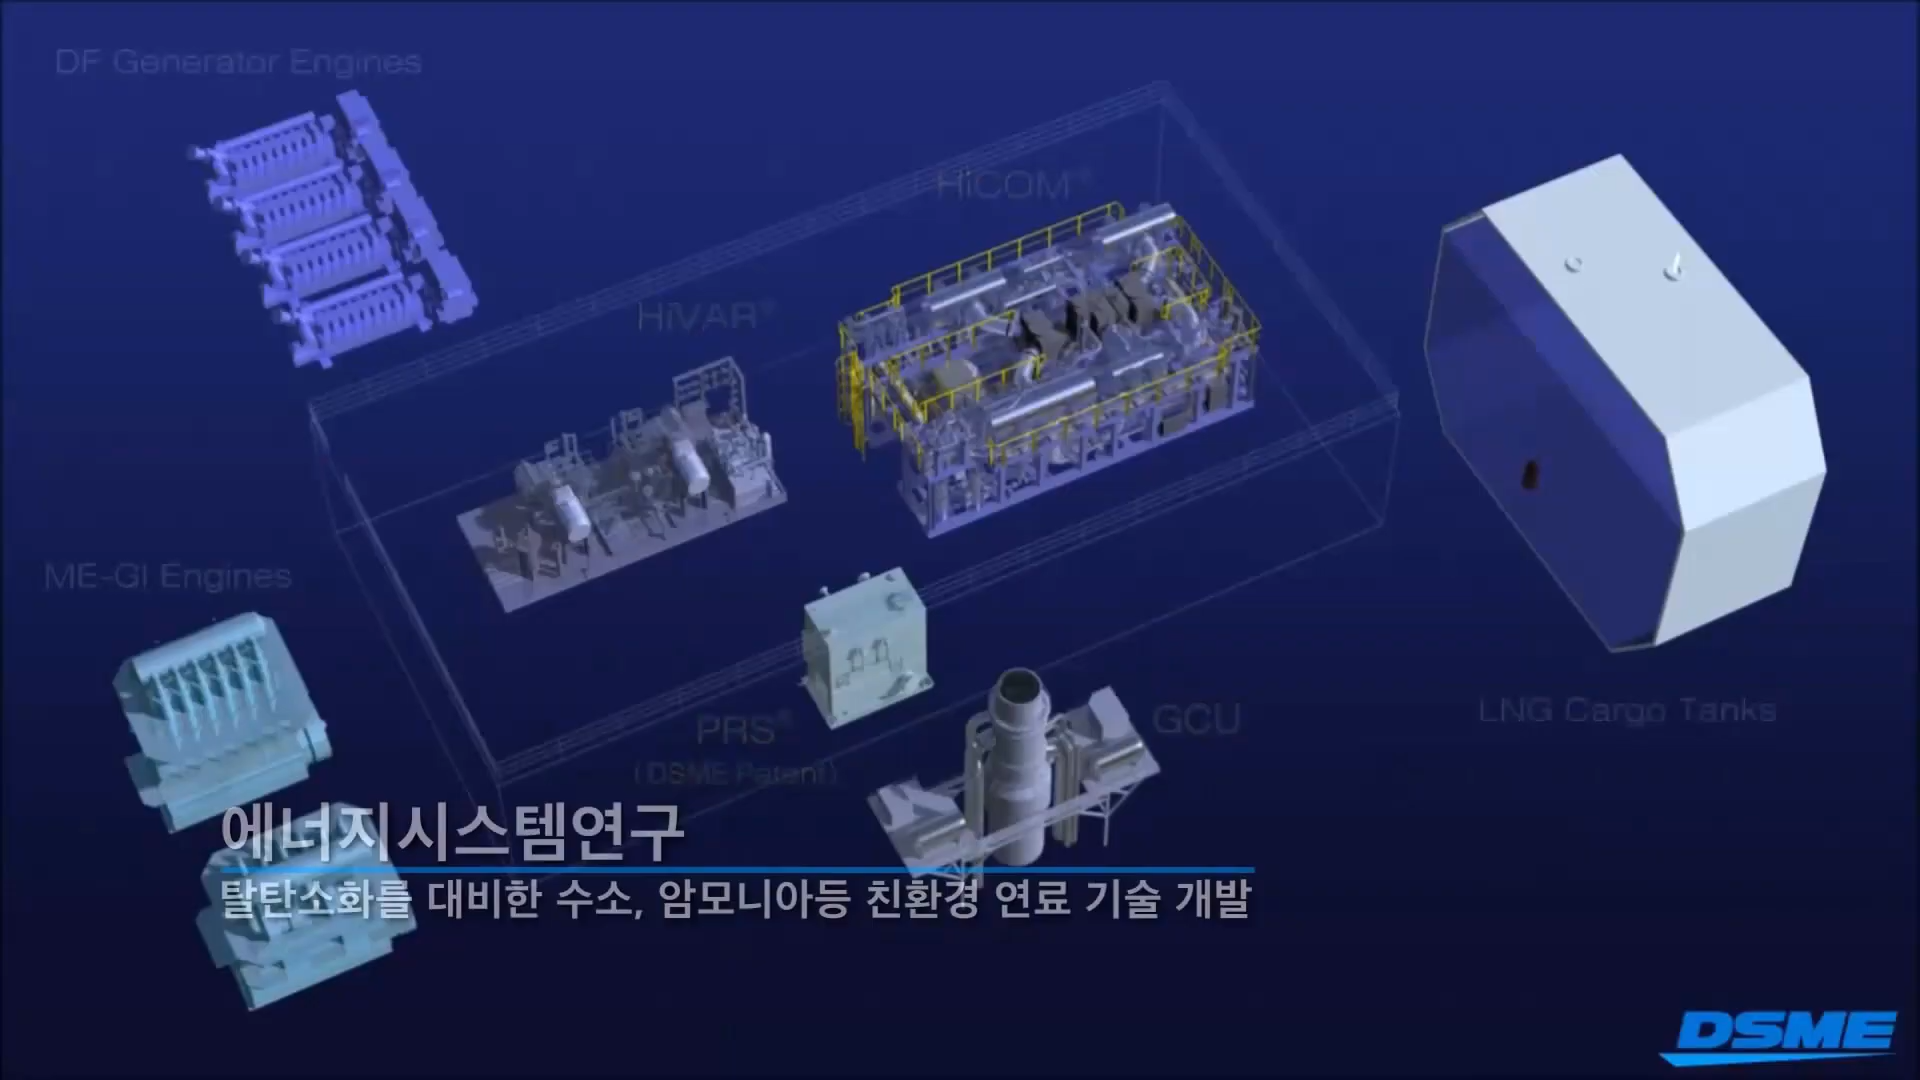 DF Generator Engines
HiCOM®
HiVAR®
ME-GI Engines
PRS®
(DSME Patent)
GCU
LNG Cargo Tanks
에너지시스템연구
탈탄소화를 대비한 수소, 암모니아등 친환경 연료 기술 개발
DSME